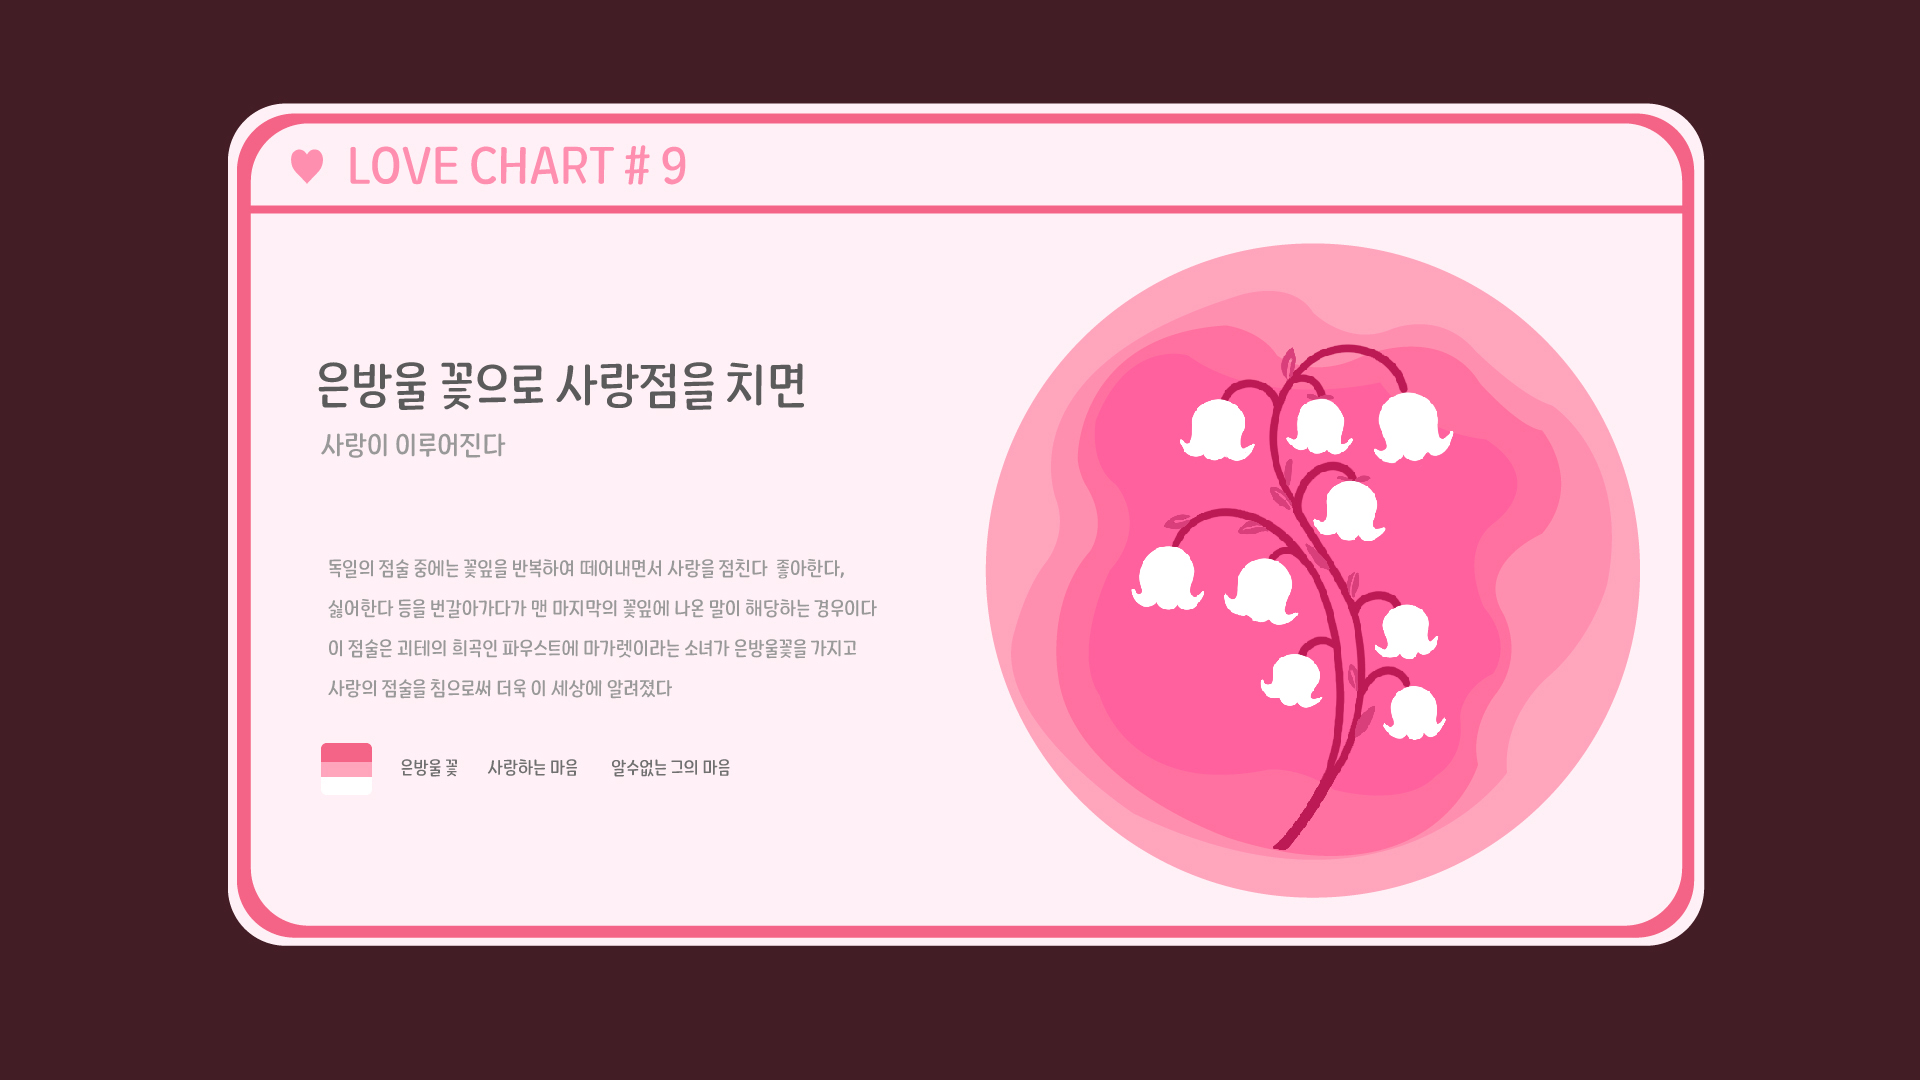 LOVE CHART # 9
은방울 꽃으로 사랑점을 치면
사랑이 이루어진다
독일의 점술 중에는 꽃잎을 반복하여 떼어내면서 사랑을 점친다 좋아한다,
싫어한다 등을 번갈아가다가 맨 마지막의 꽃잎에 나온 말이 해당하는 경우이다
이 점술은 괴테의 희곡인 파우스트에 마가렛이라는 소녀가 은방울꽃을 가지고
사랑의 점술을 침으로써 더욱 이 세상에 알려졌다
은방울 꽃 사랑하는 마음 알수없는 그의 마음